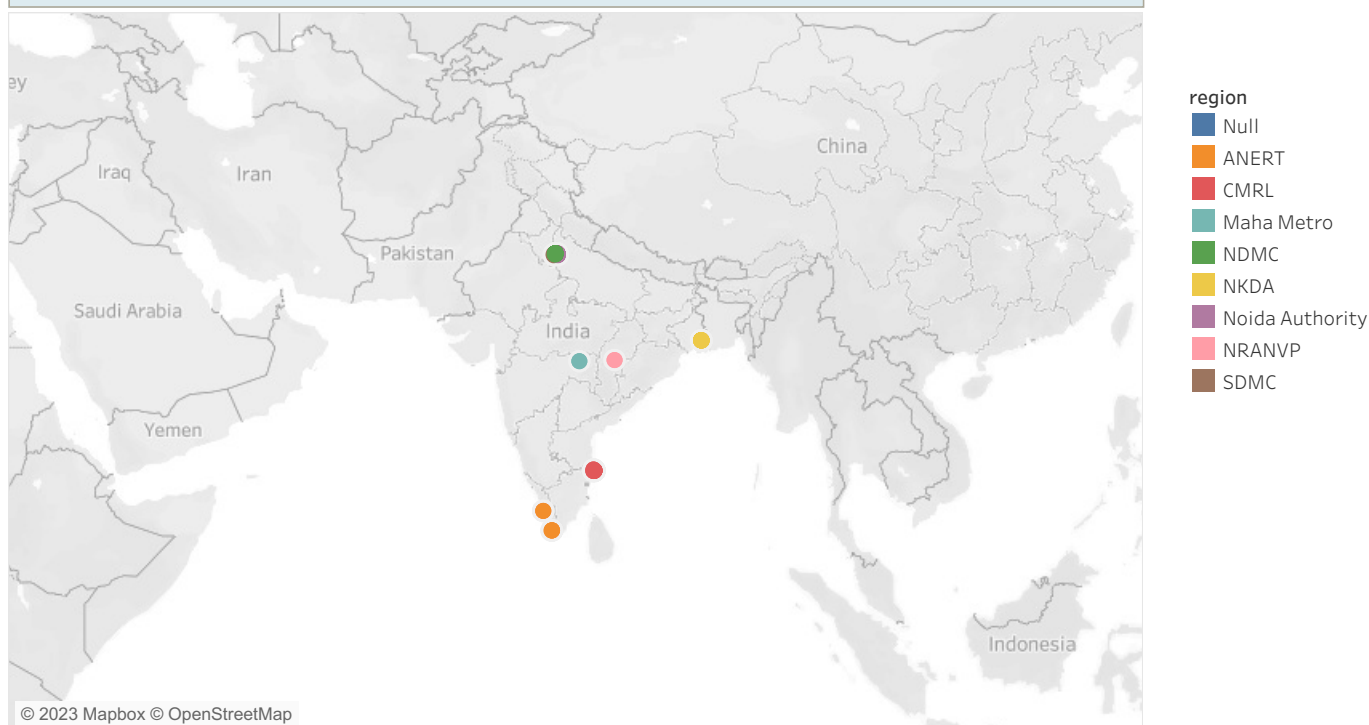 ey
Iraq
Iran
China
Pakistan
Saudi Arabia
India
Yemen
Indonesia
© 2023 Mapbox © OpenStreetMap
region
Null
ANERT
CMRL
Maha Metro
NDMC
NKDA
Noida Authority
NRANVP
SDMC